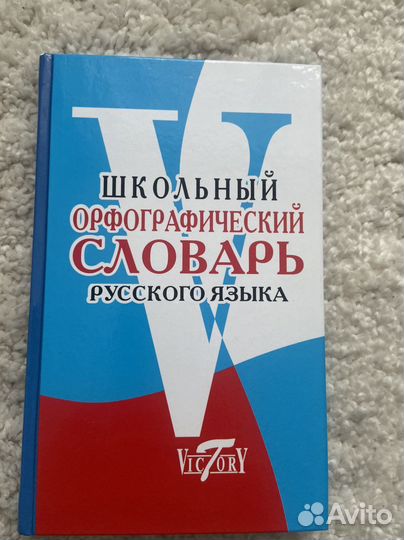 ШКОЛЬНЫЙ
ОРФОГРАФИЧЕСКИЙ
СЛОВАРЬ
РУССКОГО ЯЗЫКА
VICTORY
Avito